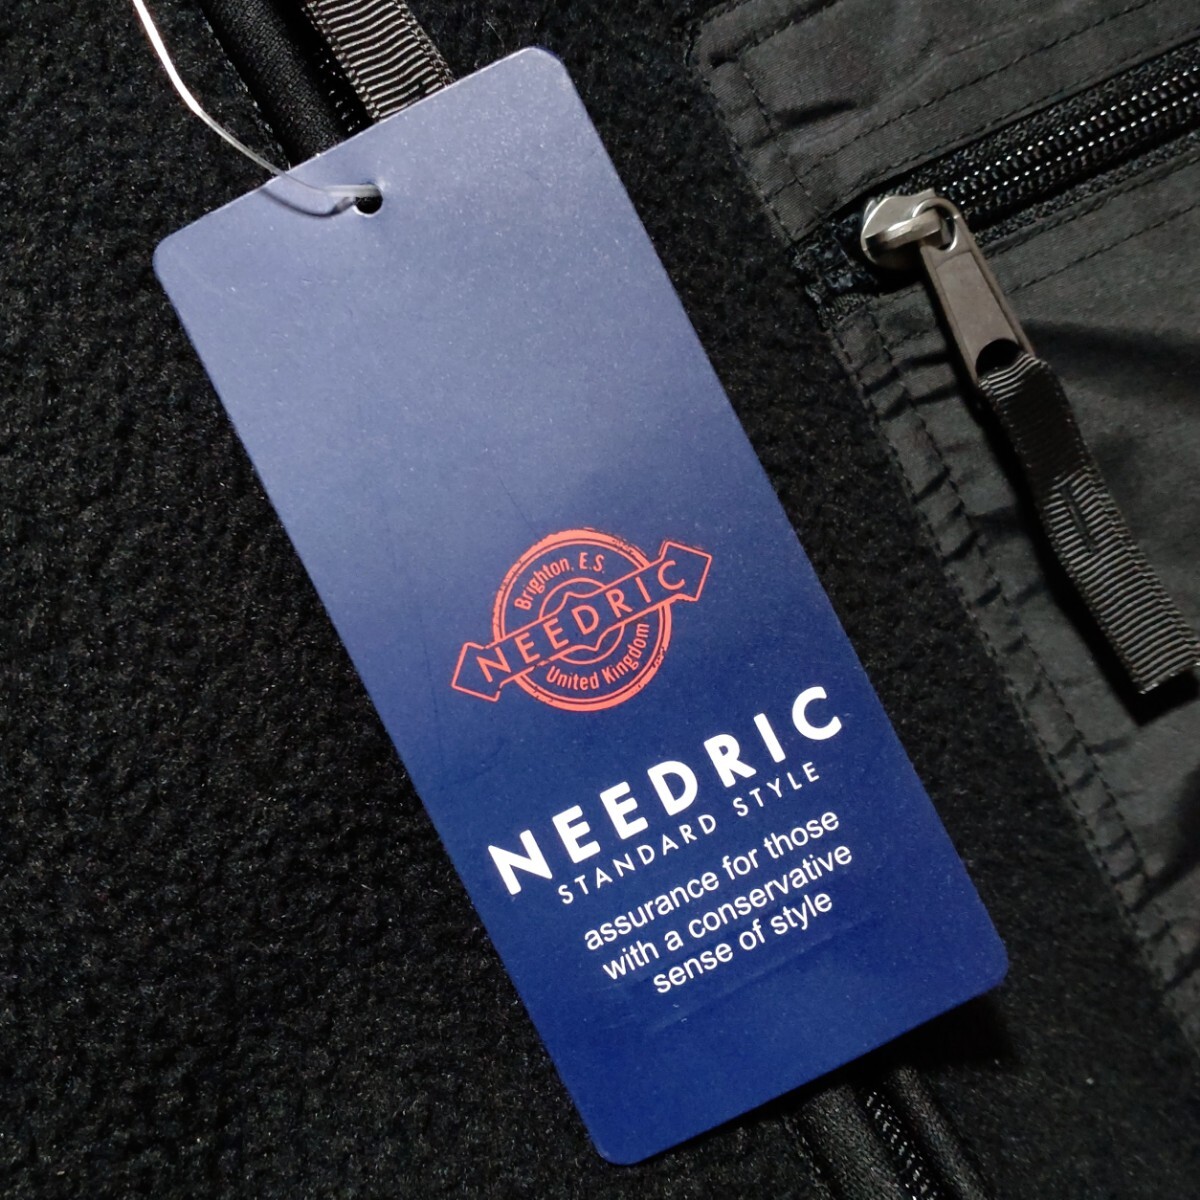 Brighton, E.S.
NEEDRIC
United Kingdom
NEEDRIC
STANDARD STYLE
assurance for those
with a conservative
sense of style